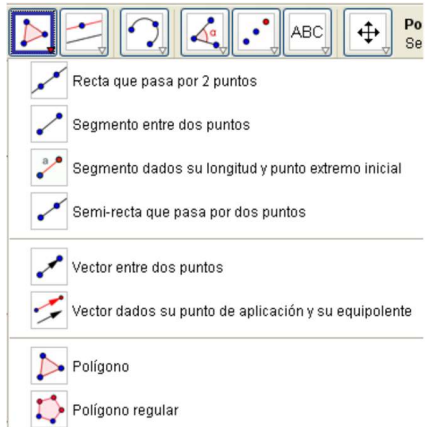 α
ABC
Po
Se
Recta que pasa por 2 puntos
Segmento entre dos puntos
a
Segmento dados su longitud y punto extremo inicial
Semi-recta que pasa por dos puntos
Vector entre dos puntos
Vector dados su punto de aplicación y su equipolente
Polígono
Polígono regular